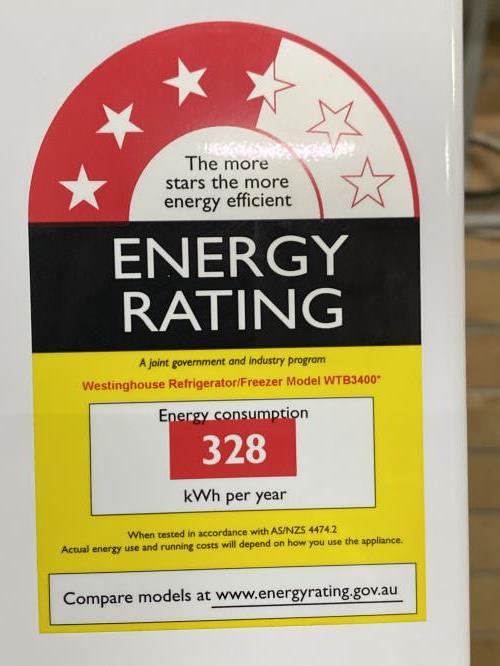 The more
stars the more
energy efficient
ENERGY
RATING
A joint government and industry program
Westinghouse Refrigerator/Freezer Model WTB3400*
Energy consumption
328
kWh per year
When tested in accordance with AS/NZS 4474.2
Actual energy use and running costs will depend on how you use the appliance.
Compare models at www.energyrating.gov.au